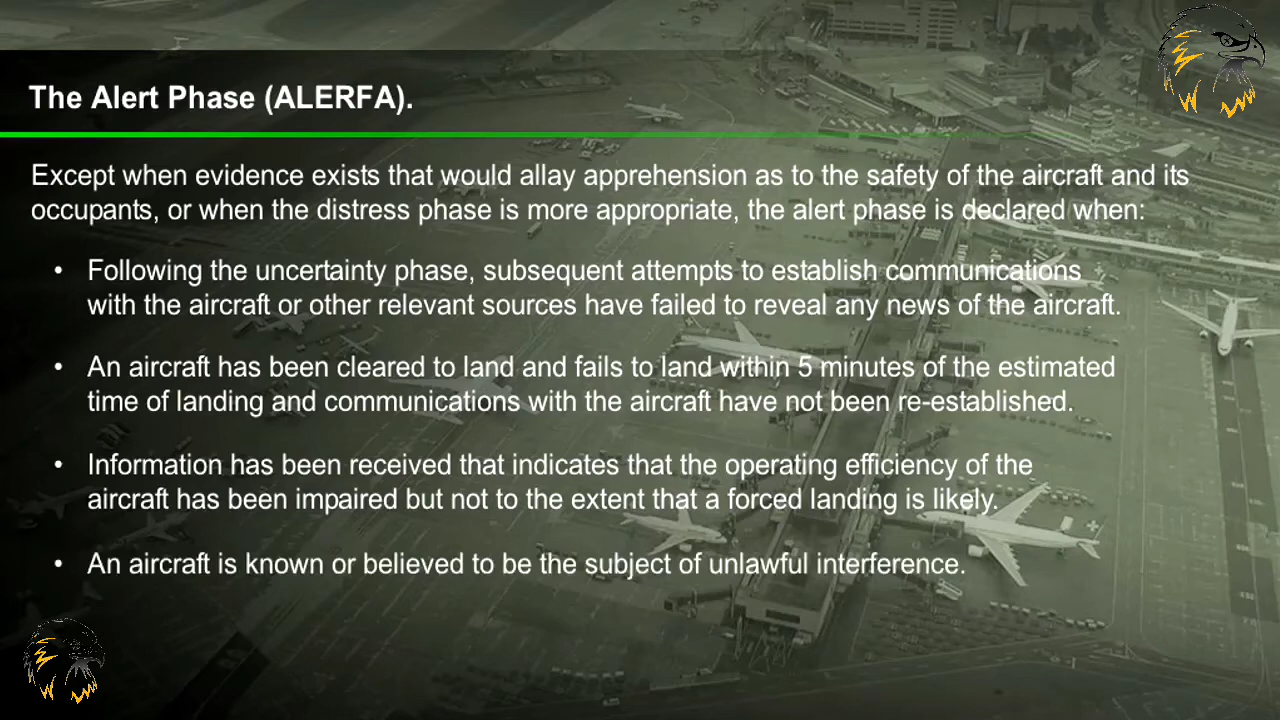 The Alert Phase (ALERFA).
Except when evidence exists that would allay apprehension as to the safety of the aircraft and its
occupants, or when the distress phase is more appropriate, the alert phase is declared when:
• Following the uncertainty phase, subsequent attempts to establish communications
with the aircraft or other relevant sources have failed to reveal any news of the aircraft.
• An aircraft has been cleared to land and fails to land within 5 minutes of the estimated
time of landing and communications with the aircraft have not been re-established.
• Information has been received that indicates that the operating efficiency of the
aircraft has been impaired but not to the extent that a forced landing is likely.
• An aircraft is known or believed to be the subject of unlawful interference.